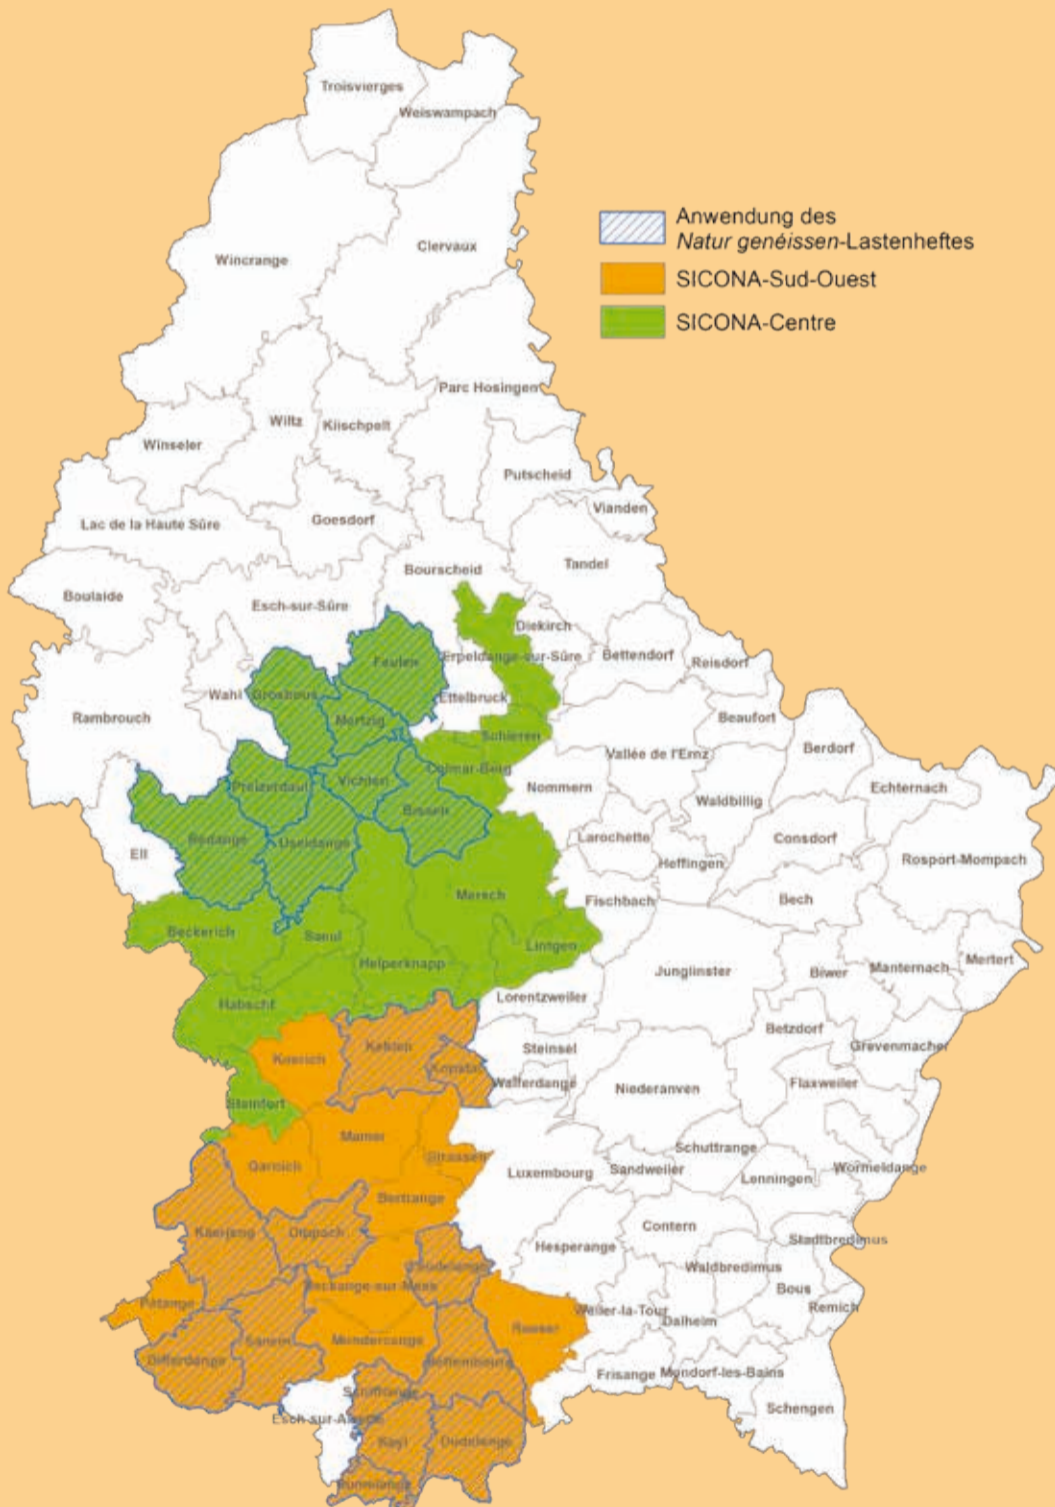 Troisvierges
Weiswampach
Anwendung des
Natur genéissen-Lastenheftes
SICONA-Sud-Ouest
SICONA-Centre
Clervaux
Wincrange
Parc Hosingen
Wiltz
Kiischpelt
Winseler
Putscheid
Vianden
Goesdorf
Lac de la Haute Sûre
Tandel
Bourscheid
Boulaide
Esch-sur-Sûre
Diekirch
Erpeldange-sur-Sûre
Bettendorf
Reisdorf
Feulen
Wahl
Grosbous
Ettelbruck
Rambrouch
Mertzig
Beaufort
Schieren
Berdorf
Vallée de l'Ernz
Colmar-Berg
Vichten
Preizerdaul
Nommern
Echternach
Waldbillig
Bissen
Redange
Useldange
Larochette
Consdorf
Ell
Heffingen
Rosport-Mompach
Mersch
Fischbach
Bech
Beckerich
Saeul
Lintgen
Helperknapp
Junglinster
Biwer
Manternach
Mertert
Lorentzweiler
Habscht
Betzdorf
Steinsel
Kehlen
Grevenmacher
Koerich
Kopstal
Walferdange
Niederanven
Flaxweiler
Steinfort
Mamer
Schuttrange
Strassen
Garnich
Luxembourg
Sandweiler
Lenningen
Wormeldange
Bertrange
Contern
Käerjeng
Dippach
Stadtbredimus
Hesperange
Waldbredimus
Leudelange
Reckange-sur-Mess
Bous
Pétange
Weiler-la-Tour
Remich
Dalheim
Roeser
Sanem
Mondercange
Differdange
Bettembourg
Frisange
Mondorf-les-Bains
Schifflange
Schengen
Esch-sur-Alzette
Kayl
Dudelange
Rumelange